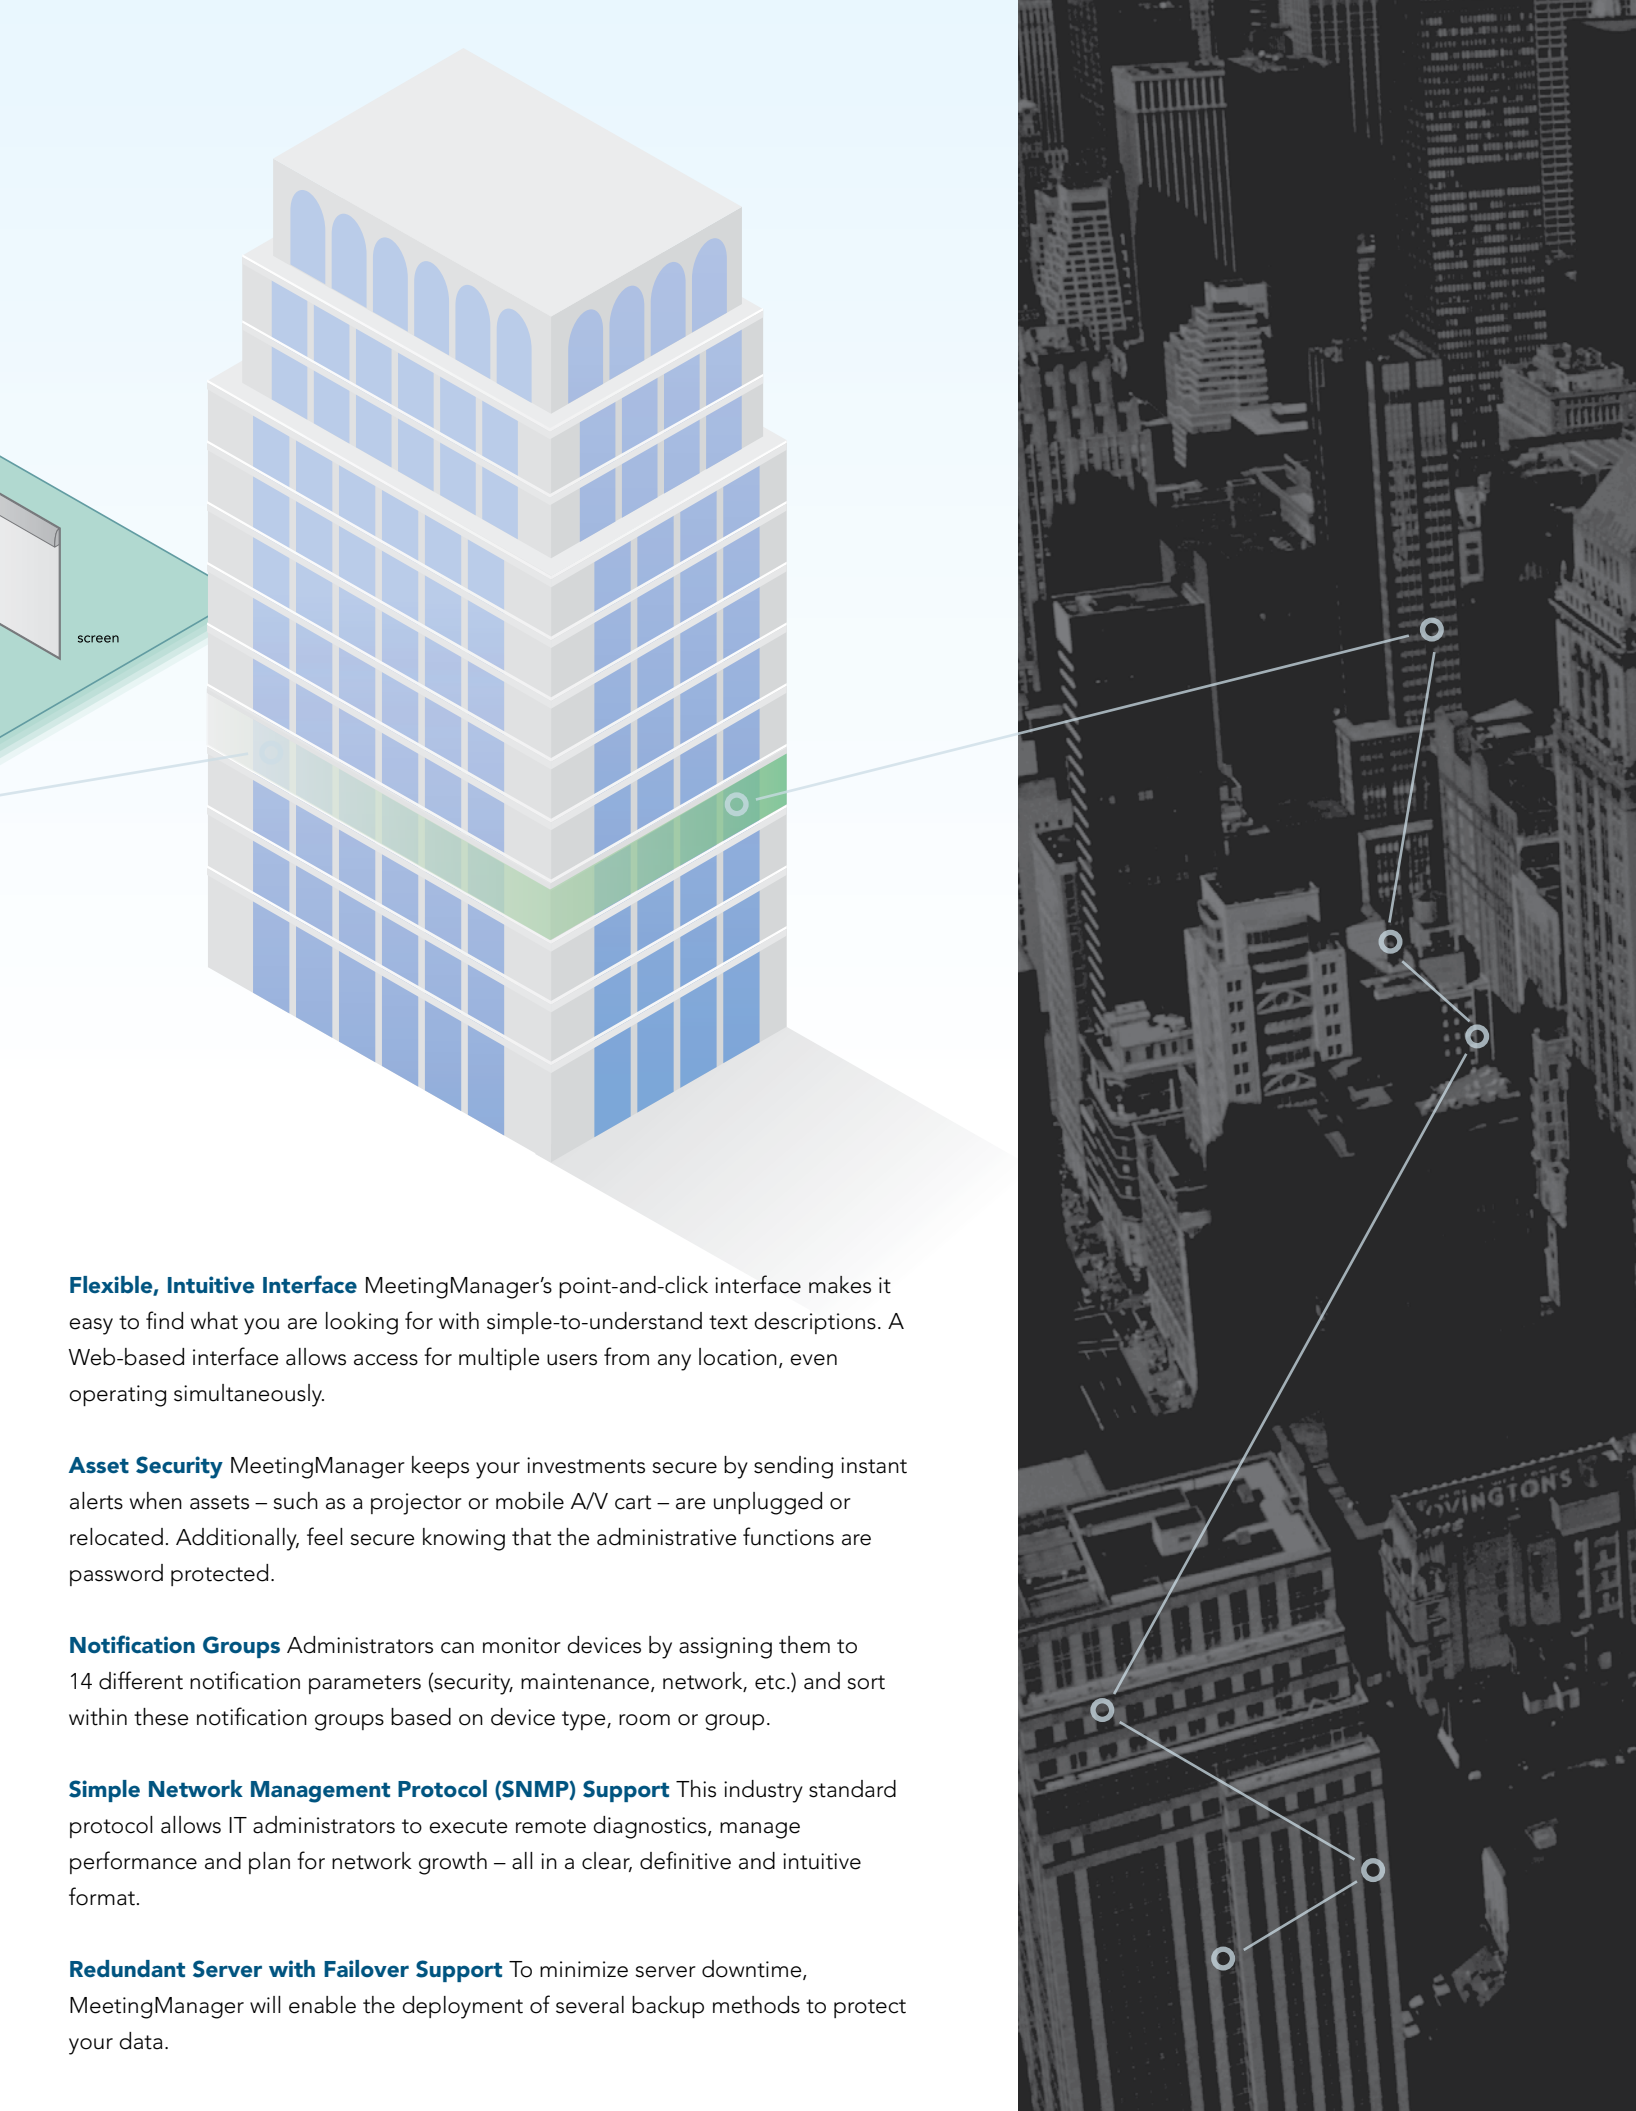 screen
Flexible, Intuitive Interface MeetingManager’s point-and-click interface makes it
easy to find what you are looking for with simple-to-understand text descriptions. A
Web-based interface allows access for multiple users from any location, even
operating simultaneously.
Asset Security MeetingManager keeps your investments secure by sending instant
alerts when assets – such as a projector or mobile A/V cart – are unplugged or
relocated. Additionally, feel secure knowing that the administrative functions are
password protected.
Notification Groups Administrators can monitor devices by assigning them to
14 different notification parameters (security, maintenance, network, etc.) and sort
within these notification groups based on device type, room or group.
Simple Network Management Protocol (SNMP) Support This industry standard
protocol allows IT administrators to execute remote diagnostics, manage
performance and plan for network growth – all in a clear, definitive and intuitive
format.
Redundant Server with Failover Support To minimize server downtime,
MeetingManager will enable the deployment of several backup methods to protect
your data.